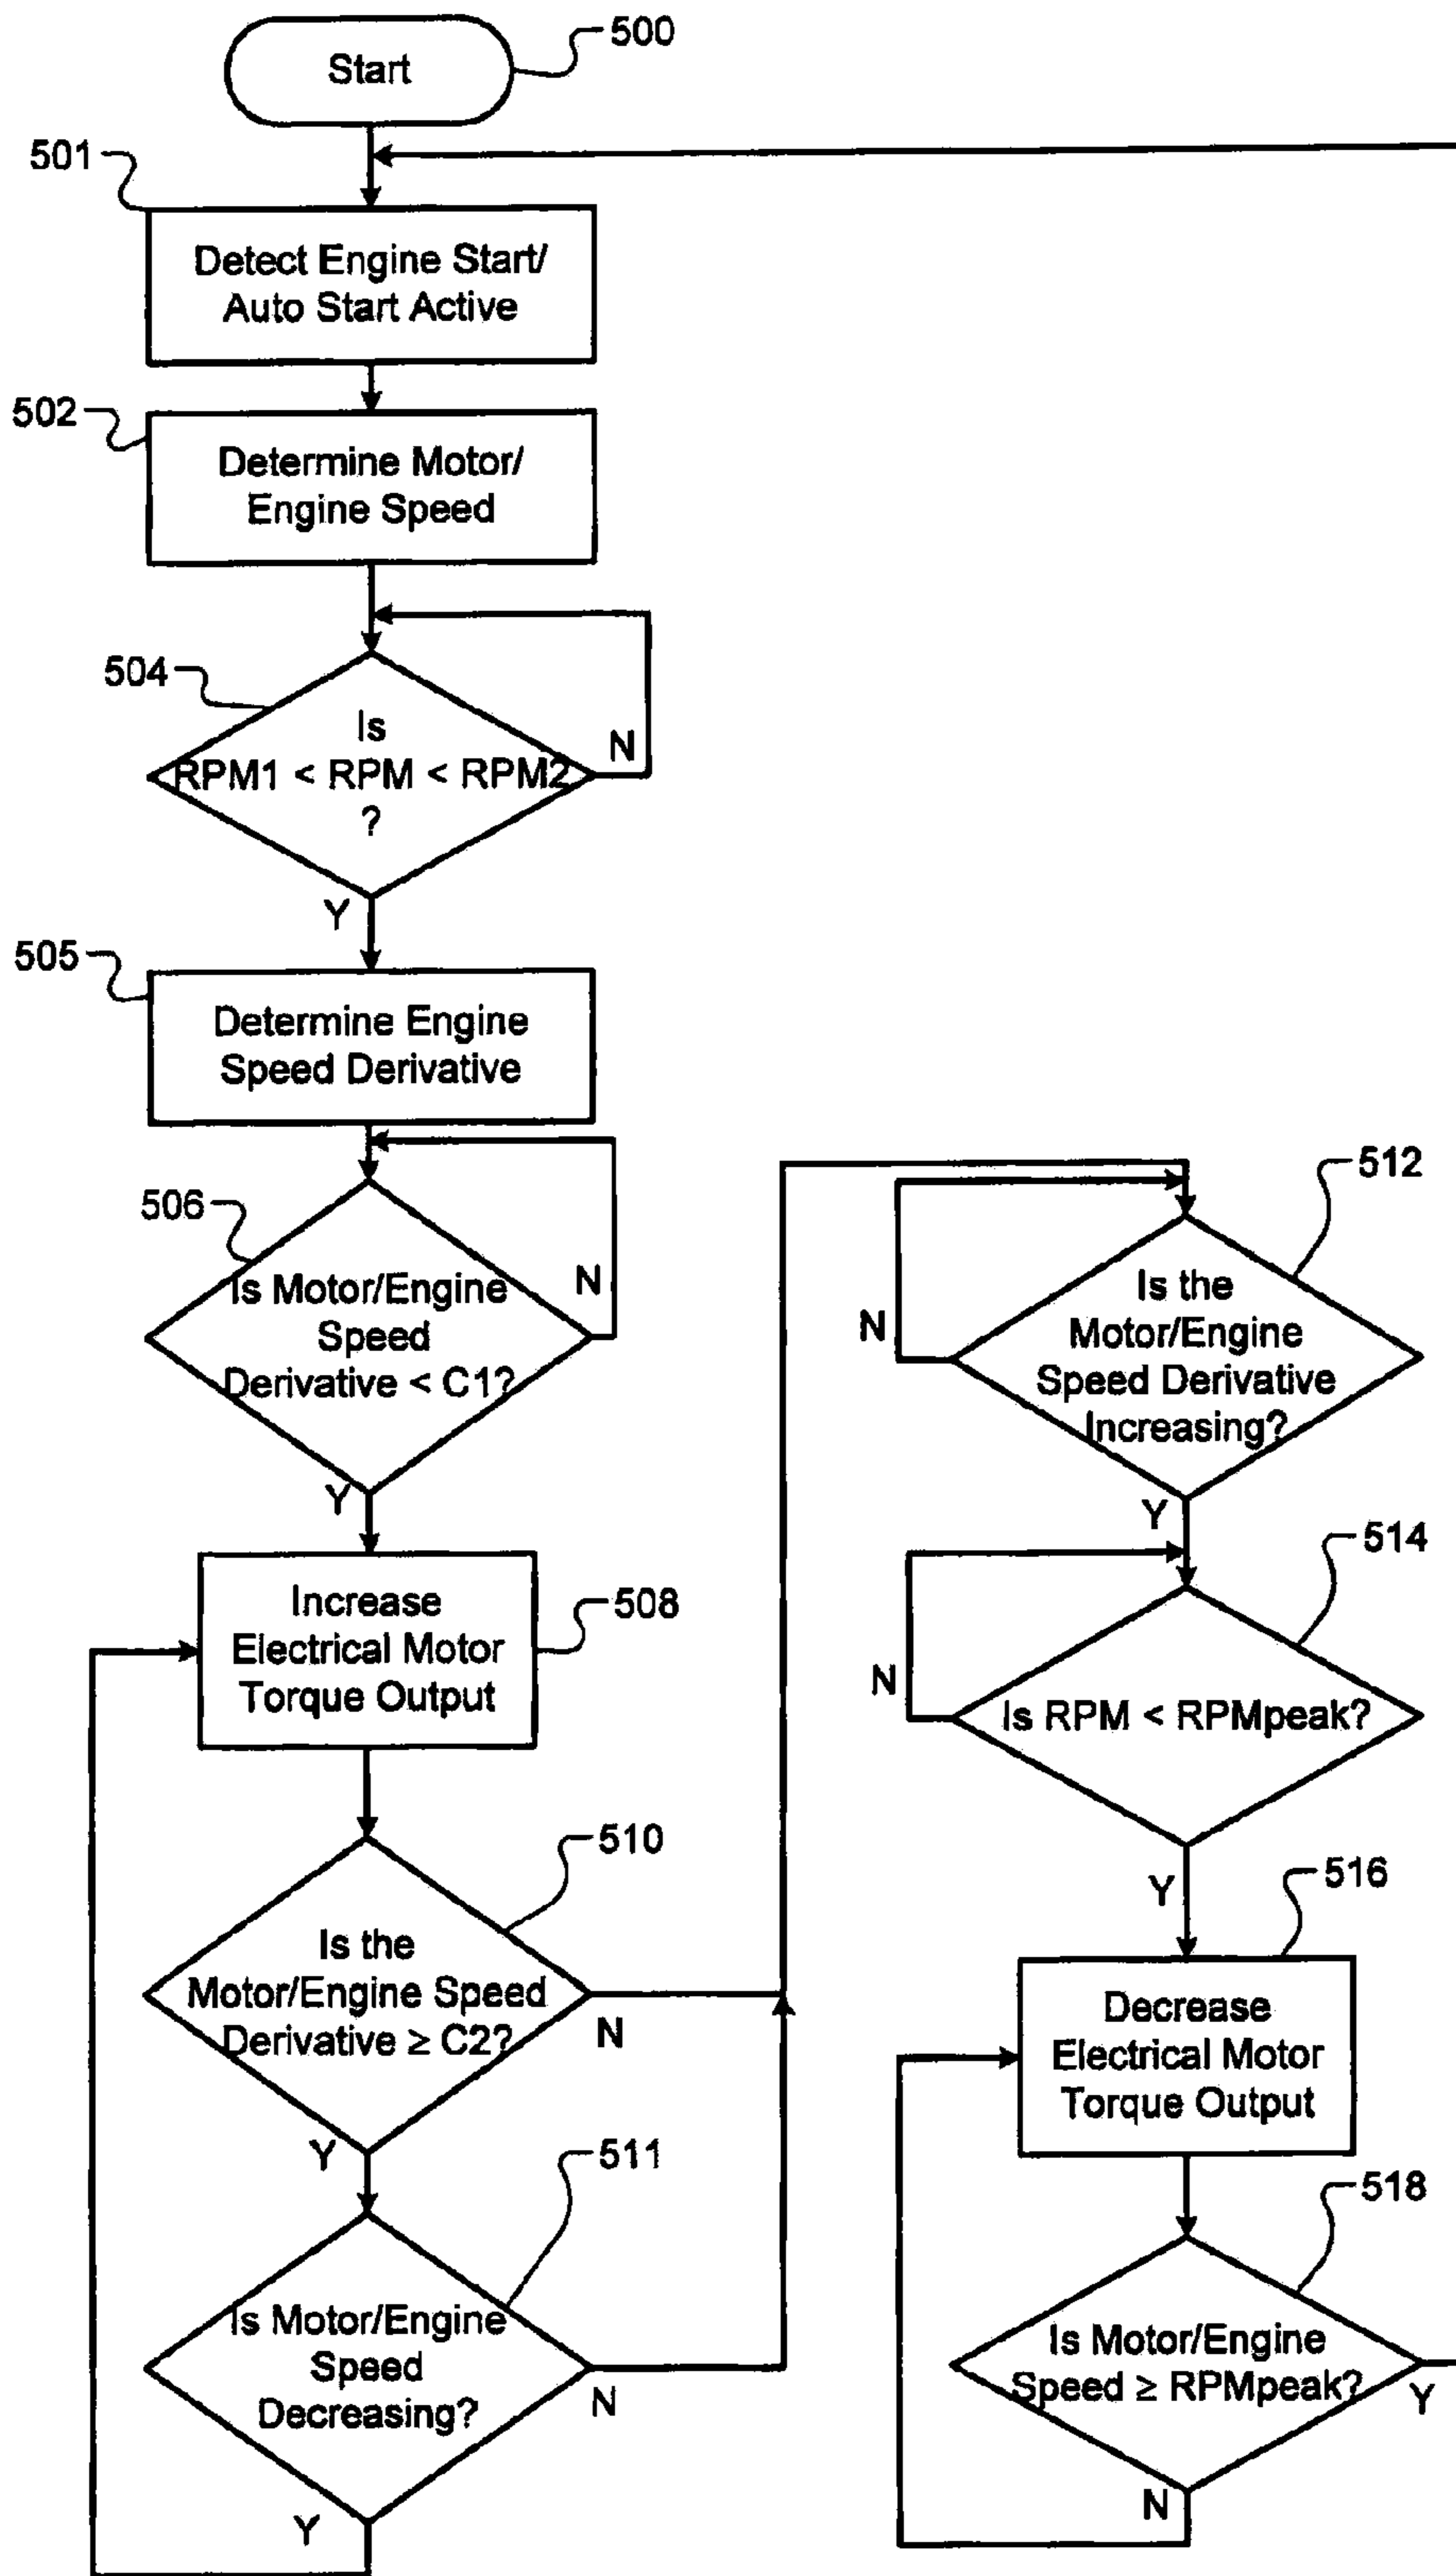 Start
500
501
Detect Engine Start/
Auto Start Active
502
Determine Motor/
Engine Speed
504
Is
RPM1 < RPM < RPM2
?
N
Y
505
Determine Engine
Speed Derivative
506
Is Motor/Engine
Speed
Derivative < C1?
N
Y
Increase
Electrical Motor
Torque Output
508
510
Is the
Motor/Engine Speed
Derivative ≥ C2?
N
Y
511
Is Motor/Engine
Speed
Decreasing?
N
Y
512
Is the
Motor/Engine
Speed Derivative
Increasing?
N
Y
514
Is RPM < RPMpeak?
N
Y
516
Decrease
Electrical Motor
Torque Output
518
Is Motor/Engine
Speed ≥ RPMpeak?
Y
N